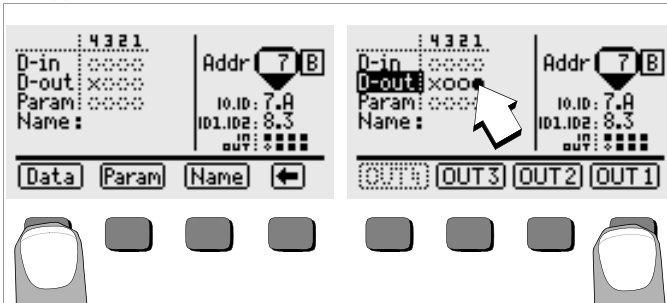 4321
D-in
D-out x
Param
Name:
Addr 7 B
IO.ID: 7.A
ID1.ID2: 8.3
IN
OUT
Data Param Name ←
4321
D-in
D-out x
Param
Name:
Addr 7 B
IO.ID: 7.A
ID1.ID2: 8.3
IN
OUT
OUT4 OUT3 OUT2 OUT1